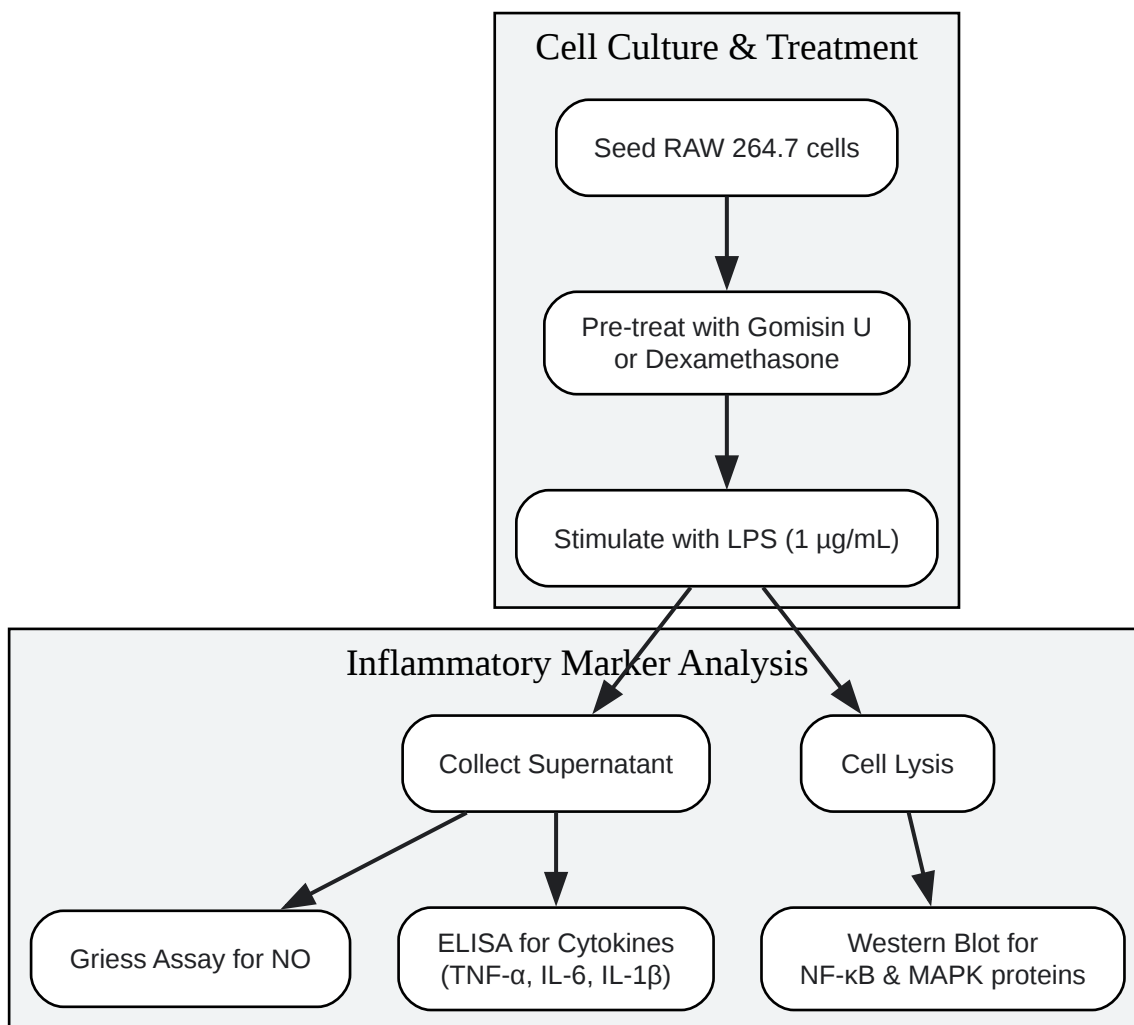 Cell Culture & Treatment
Seed RAW 264.7 cells
Pre-treat with Gomisin U
or Dexamethasone
Stimulate with LPS (1 µg/mL)
Inflammatory Marker Analysis
Collect Supernatant
Cell Lysis
Griess Assay for NO
ELISA for Cytokines
(TNF-α, IL-6, IL-1β)
Western Blot for
NF-κB & MAPK proteins